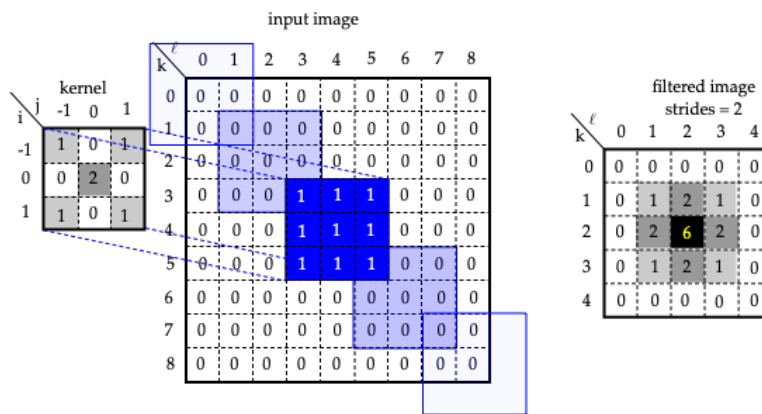 input image
ℓ
k
0 1 2 3 4 5 6 7 8
0 0 0 0 0 0 0 0 0 0
1 0 0 0 0 0 0 0 0 0
2 0 0 0 0 0 0 0 0 0
3 0 0 0 1 1 1 0 0 0
4 0 0 0 1 1 1 0 0 0
5 0 0 0 1 1 1 0 0 0
6 0 0 0 0 0 0 0 0 0
7 0 0 0 0 0 0 0 0 0
8 0 0 0 0 0 0 0 0 0
kernel
j
i
-1 0 1
-1 1 0 1
0 0 2 0
1 1 0 1
filtered image
strides = 2
ℓ
k
0 1 2 3 4
0 0 0 0 0 0
1 0 1 2 1 0
2 0 2 6 2 0
3 0 1 2 1 0
4 0 0 0 0 0